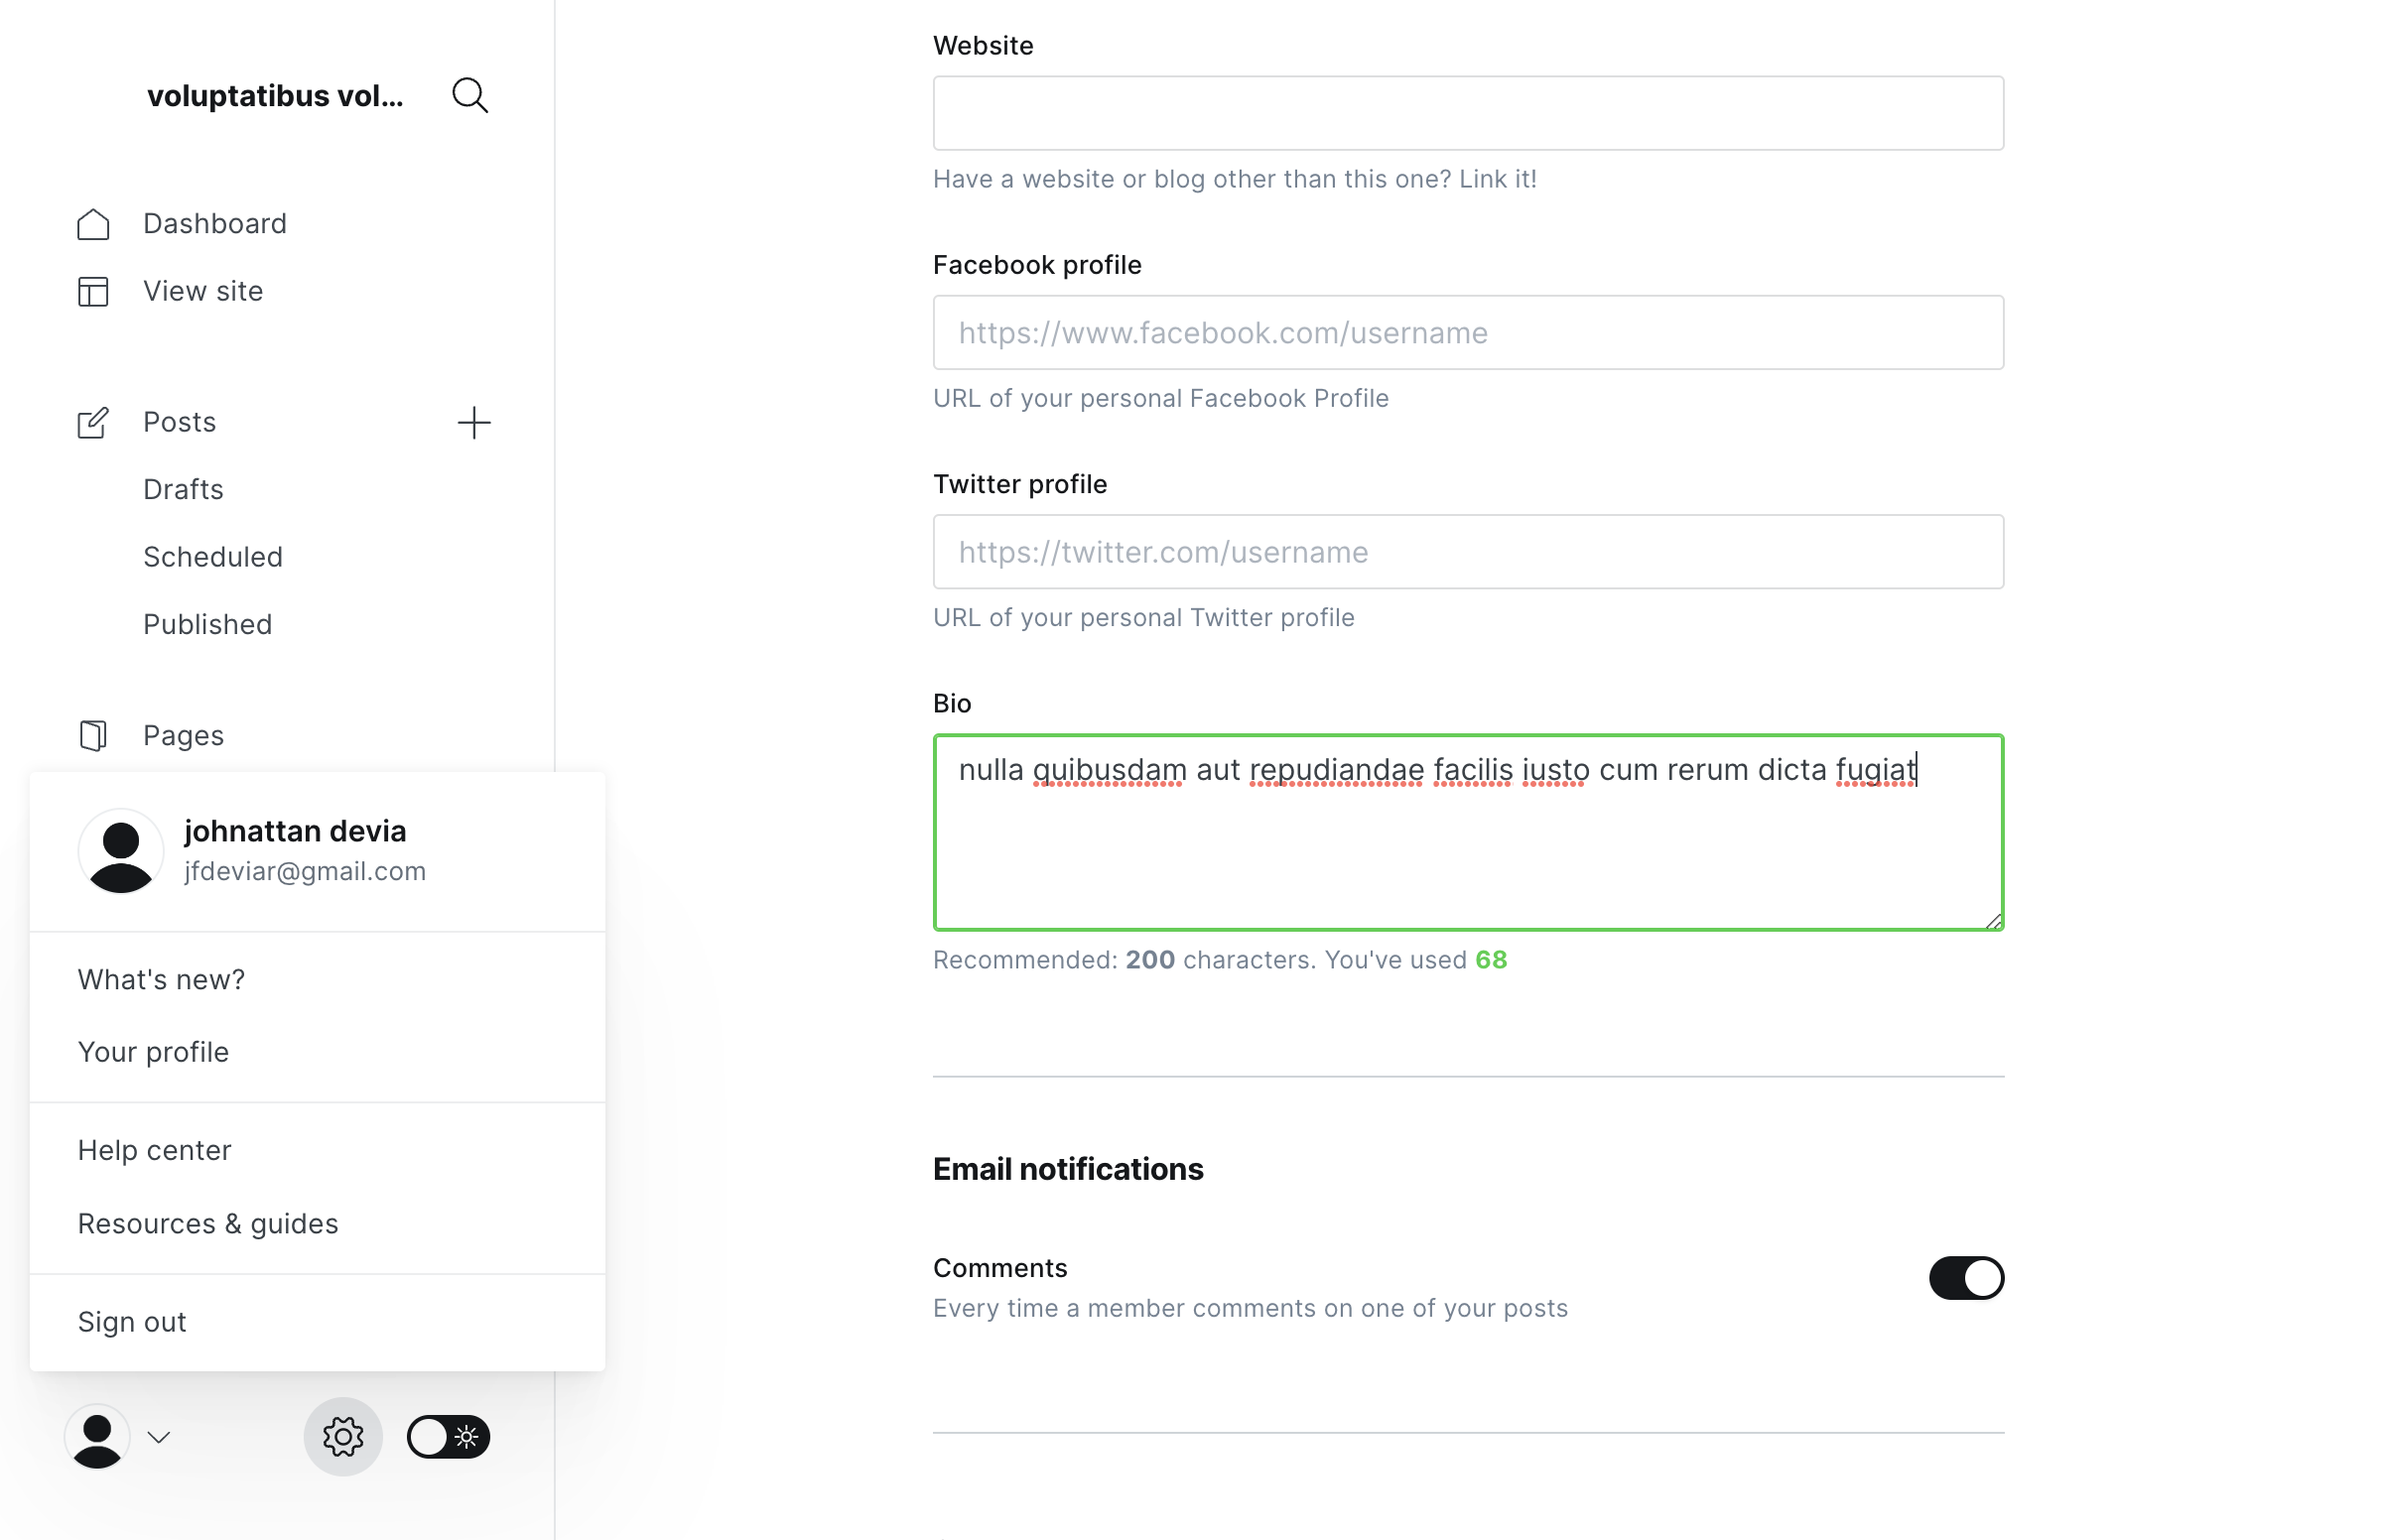 voluptatibus vol...
Dashboard
View site
Posts
Drafts
Scheduled
Published
Pages
johnattan devia
jfdeviar@gmail.com
What's new?
Your profile
Help center
Resources & guides
Sign out
Website
Have a website or blog other than this one? Link it!
Facebook profile
https://www.facebook.com/username
URL of your personal Facebook Profile
Twitter profile
https://twitter.com/username
URL of your personal Twitter profile
Bio
nulla quibusdam aut repudiandae facilis iusto cum rerum dicta fugiat
Recommended: 200 characters. You've used 68
Email notifications
Comments
Every time a member comments on one of your posts